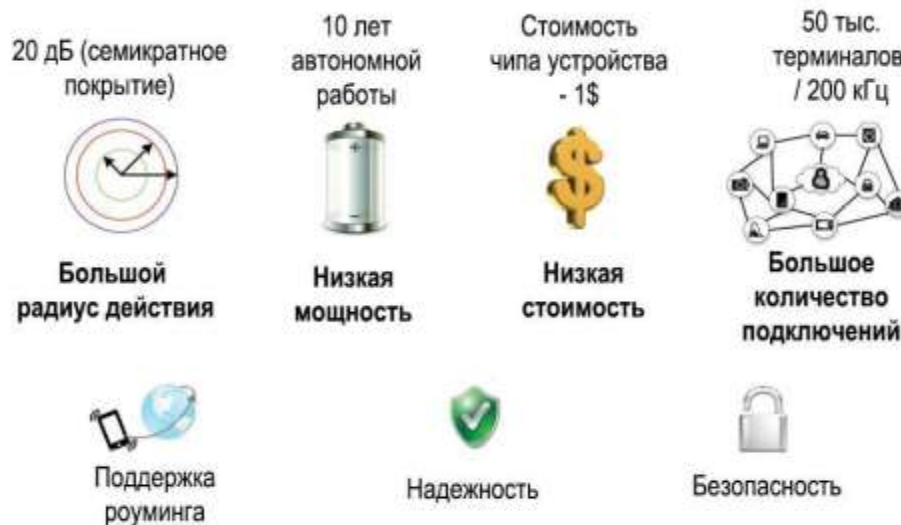 20 дБ (семикратное
покрытие)
10 лет
автономной
работы
Стоимость
чипа устройства
- 1$
50 тыс.
терминалов
/ 200 кГц
Большой
радиус действия
Низкая
мощность
Низкая
стоимость
Большое
количество
подключений
Поддержка
роуминга
Надежность
Безопасность